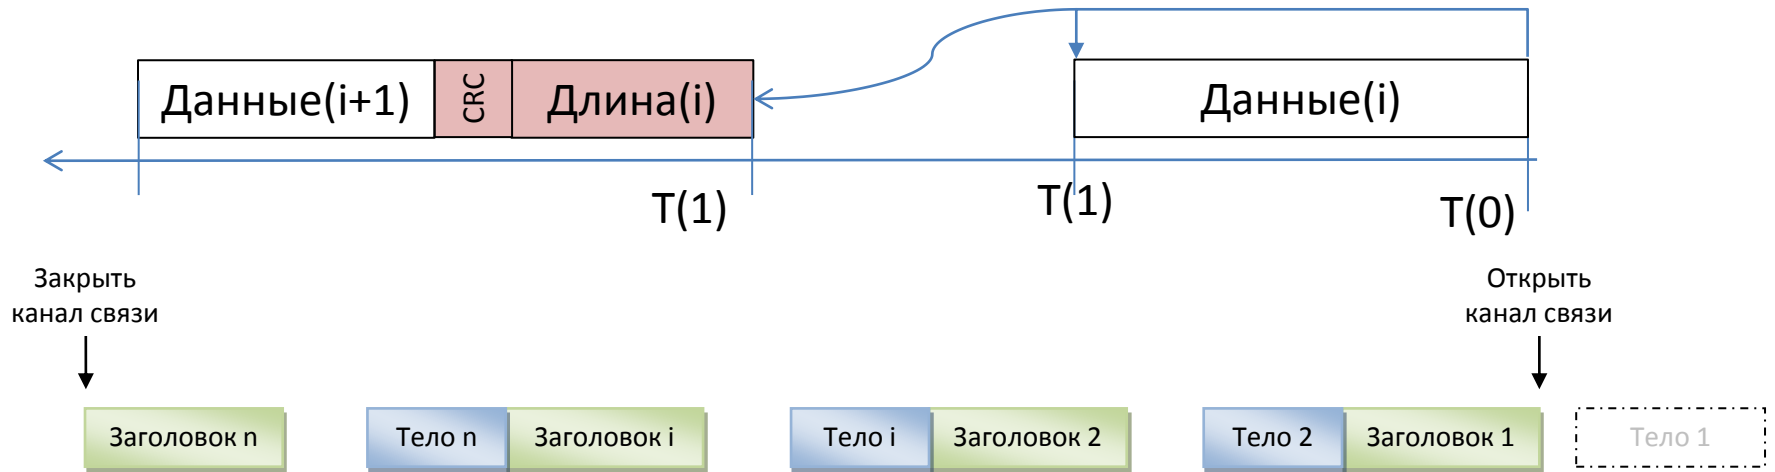 Данные(i+1) CRC Длина(i) Данные(i)
T(1) T(1) T(0)
Закрыть
канал связи
Открыть
канал связи
Заголовок n Тело n Заголовок i Тело i Заголовок 2 Тело 2 Заголовок 1 Тело 1